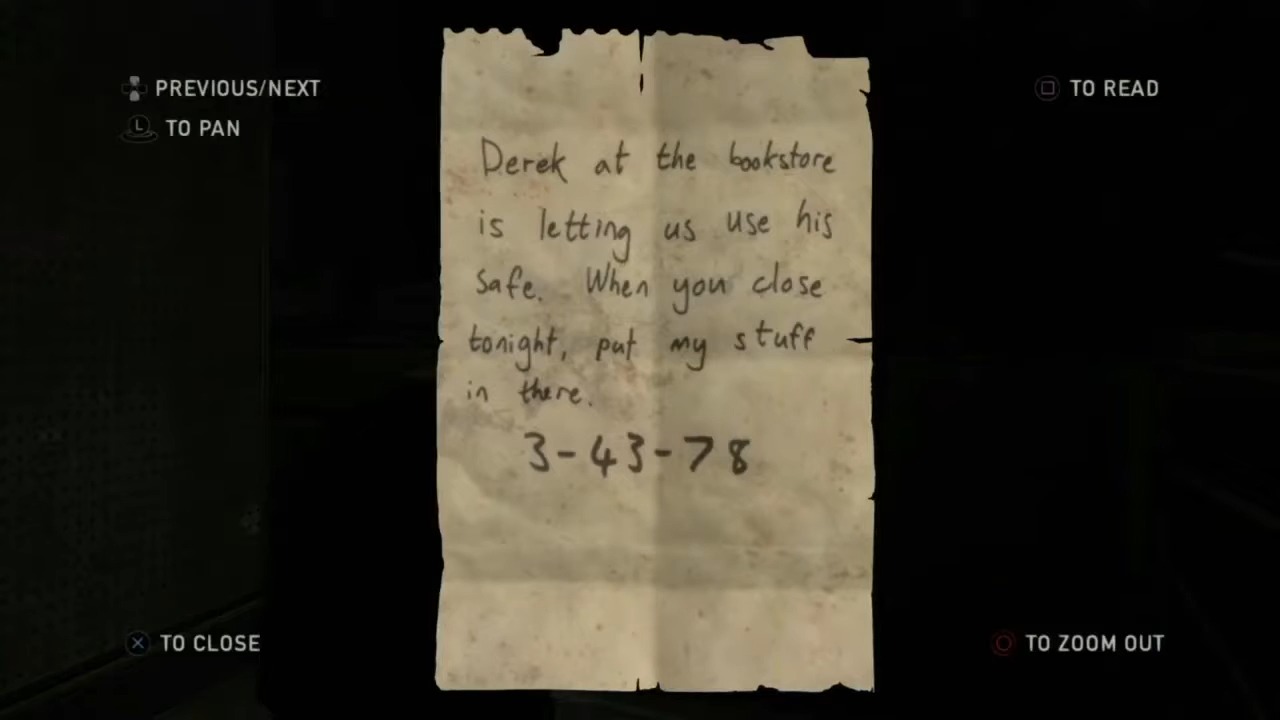 PREVIOUS/NEXT
L TO PAN
TO READ
Derek at the bookstore
is letting us use his
safe. When you close
tonight, put my stuff
in there.
3-43-78
TO CLOSE
TO ZOOM OUT